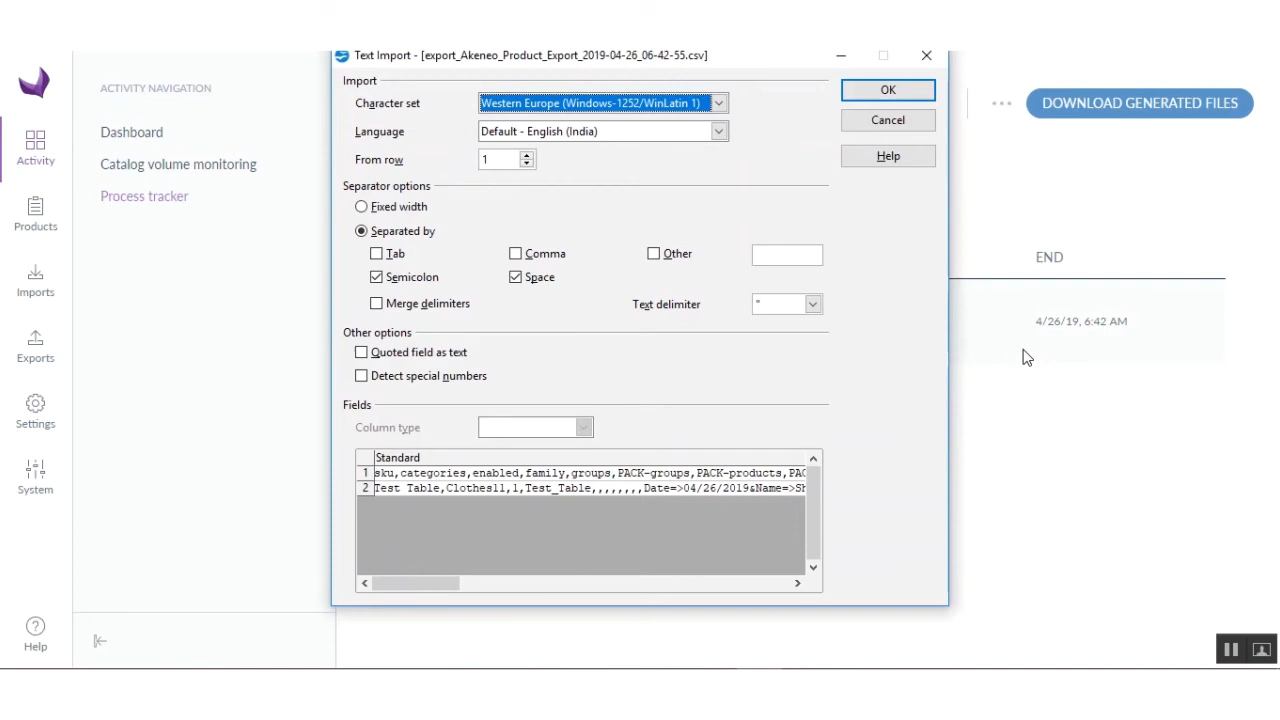 Text Import - [export_Akeneo_Product_Export_2019-04-26_06-42-55.csv]
Import
Character set
Western Europe (Windows-1252/WinLatin 1)
Language
Default - English (India)
From row
1
Separator options
Fixed width
Separated by
Tab
Comma
Other
Semicolon
Space
Merge delimiters
Text delimiter
"
Other options
Quoted field as text
Detect special numbers
Fields
Column type
Standard
1 sku,categories,enabled,family,groups,PACK-groups,PACK-products,PAC
2 Test Table,Clothes11,1,Test_Table,,,,,,,,Date=>04/26/2019&Name=>Sh
OK
Cancel
Help
ACTIVITY NAVIGATION
Dashboard
Catalog volume monitoring
Process tracker
Activity
Products
Imports
Exports
Settings
System
Help
DOWNLOAD GENERATED FILES
END
4/26/19, 6:42 AM